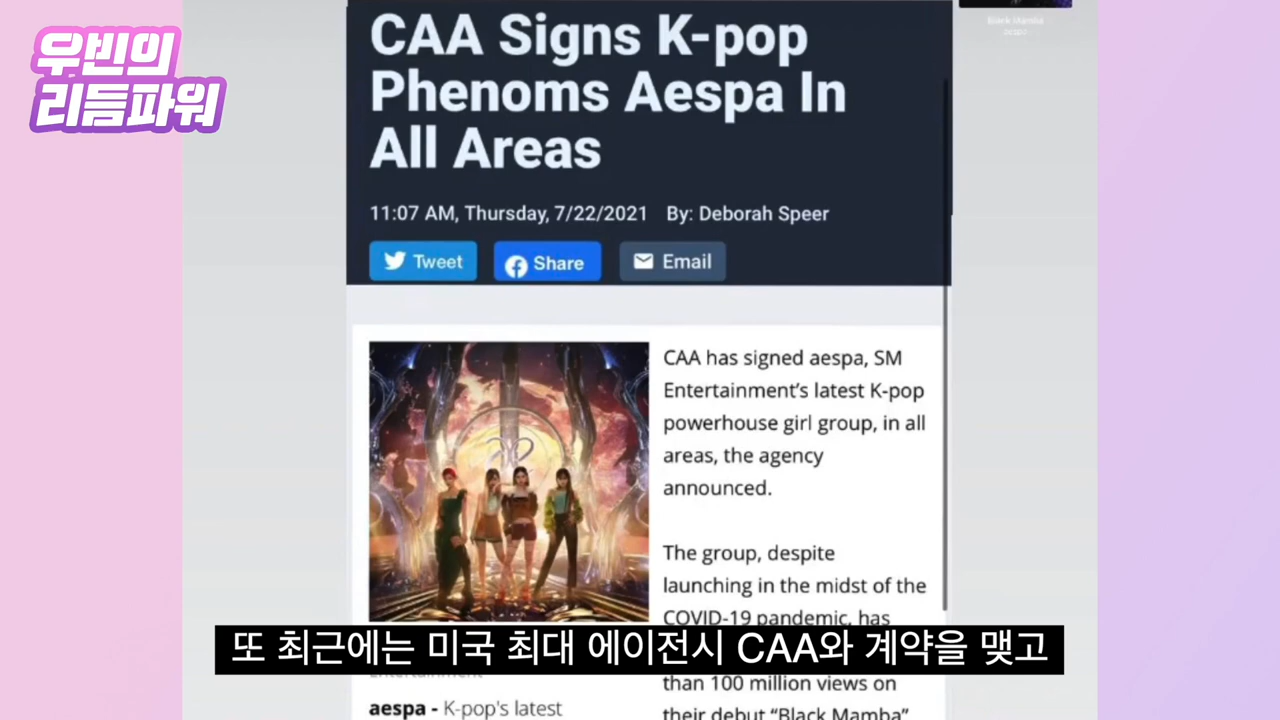 우빈의
리듬파워
Black Mamba
aespa
CAA Signs K-pop
Phenoms Aespa In
All Areas
11:07 AM, Thursday, 7/22/2021 By: Deborah Speer
Tweet Share Email
CAA has signed aespa, SM
Entertainment's latest K-pop
powerhouse girl group, in all
areas, the agency
announced.
The group, despite
launching in the midst of the
COVID-19 pandemic, has
또 최근에는 미국 최대 에이전시 CAA와 계약을 맺고
Entertainment
than 100 million views on
aespa - K-pop's latest
their debut “Black Mamba”